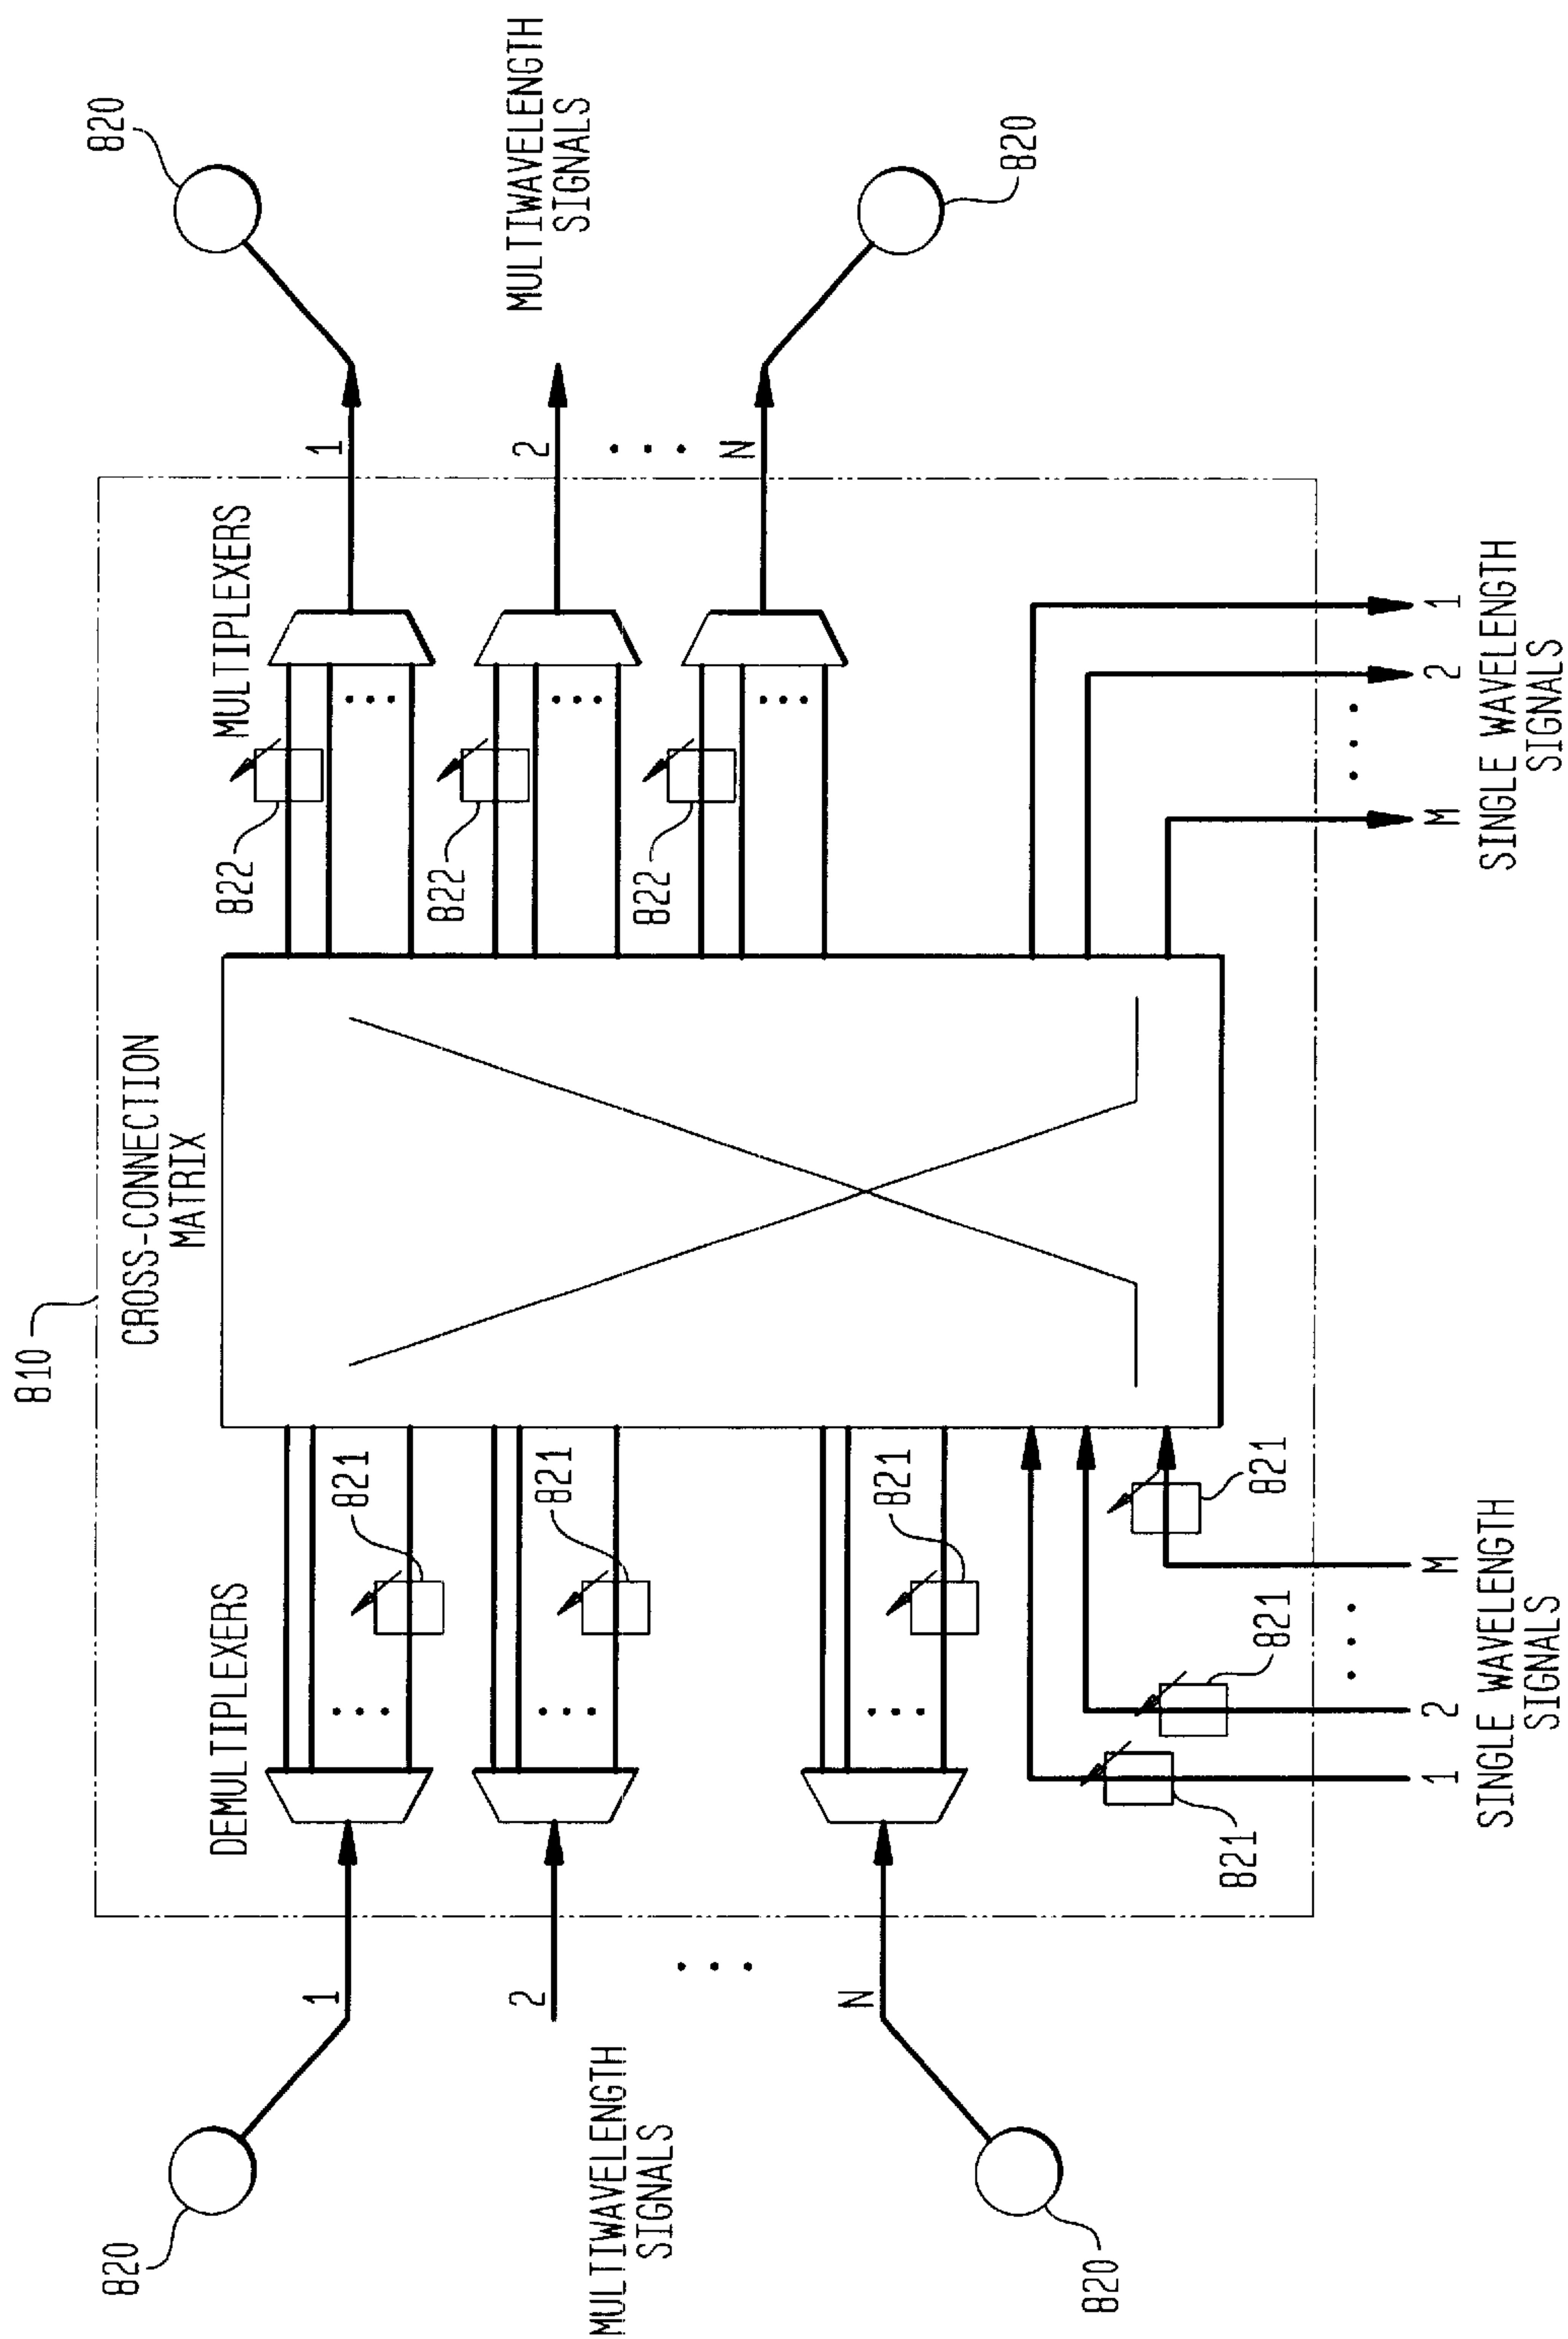 810
CROSS-CONNECTION
MATRIX
DEMULTIPLEXERS
MULTIPLEXERS
820
820
1
1
822
821
MULTIWAVELENGTH
SIGNALS
2
2
822
821
MULTIWAVELENGTH
SIGNALS
...
...
N
N
822
821
820
820
821
821
821
1
2
...
M
SINGLE WAVELENGTH
SIGNALS
M
...
2
1
SINGLE WAVELENGTH
SIGNALS